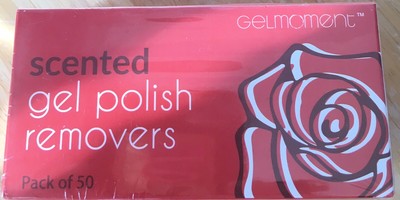 GELMOMENT™
scented
gel polish
removers
Pack of 50